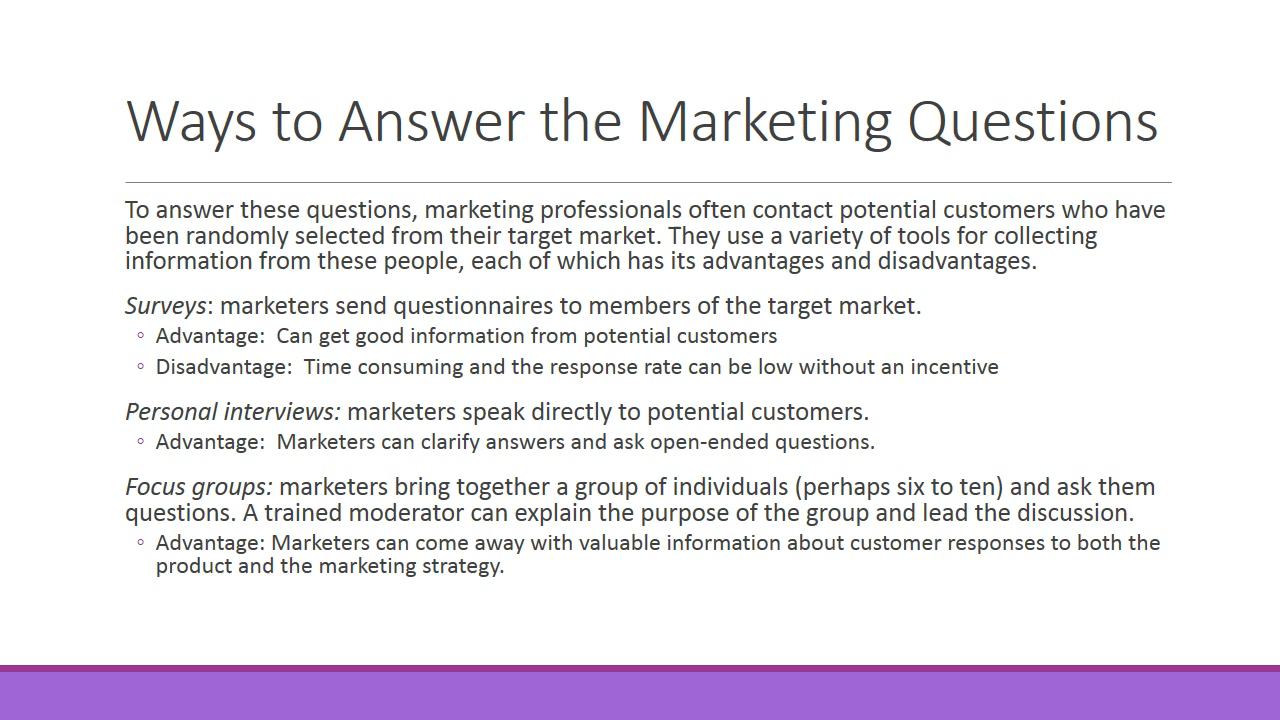 Ways to Answer the Marketing Questions
To answer these questions, marketing professionals often contact potential customers who have
been randomly selected from their target market. They use a variety of tools for collecting
information from these people, each of which has its advantages and disadvantages.
Surveys: marketers send questionnaires to members of the target market.
◦ Advantage:  Can get good information from potential customers
◦ Disadvantage:  Time consuming and the response rate can be low without an incentive
Personal interviews: marketers speak directly to potential customers.
◦ Advantage:  Marketers can clarify answers and ask open-ended questions.
Focus groups: marketers bring together a group of individuals (perhaps six to ten) and ask them
questions. A trained moderator can explain the purpose of the group and lead the discussion.
◦ Advantage: Marketers can come away with valuable information about customer responses to both the
product and the marketing strategy.